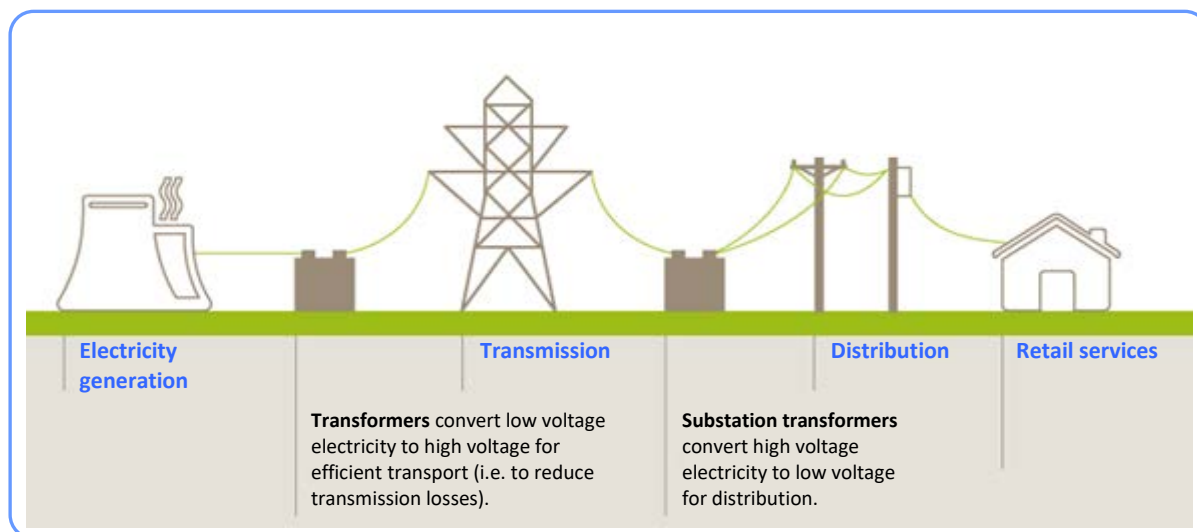 Electricity
generation
Transmission
Distribution
Retail services
Transformers convert low voltage
electricity to high voltage for
efficient transport (i.e. to reduce
transmission losses).
Substation transformers
convert high voltage
electricity to low voltage
for distribution.